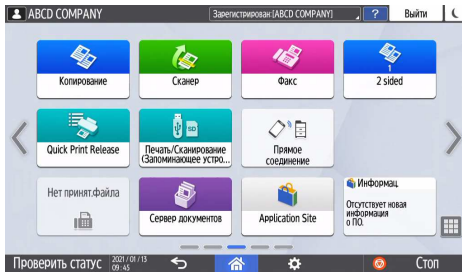 ABCD COMPANY
Зарегистрирован:[ABCD COMPANY]
?
Выйти
Копирование
Сканер
Факс
1
2 sided
Quick Print Release
SD
Печать/Сканирование
(Запоминающее устро...
Прямое
соединение
Нет принят.файла
Сервер документов
Application Site
Информац
Отсутствует новая
информация
о ПО.
Проверить статус
2021/01/13
09:45
Стоп